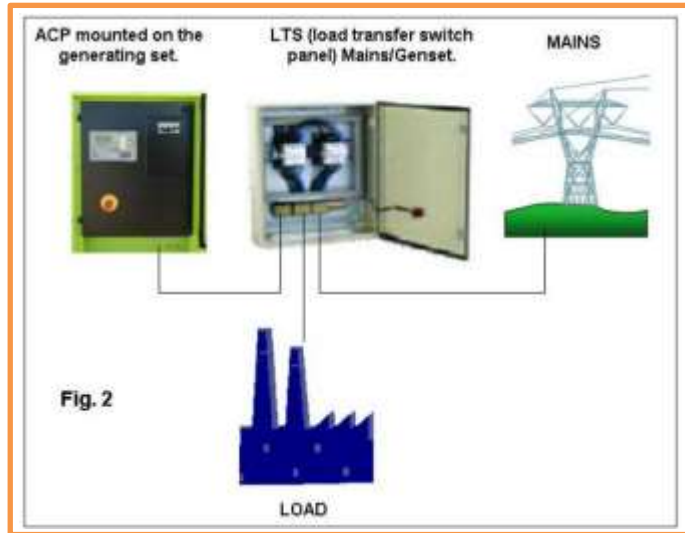 ACP mounted on the
generating set.
LTS (load transfer switch
panel) Mains/Genset.
MAINS
Fig. 2
LOAD